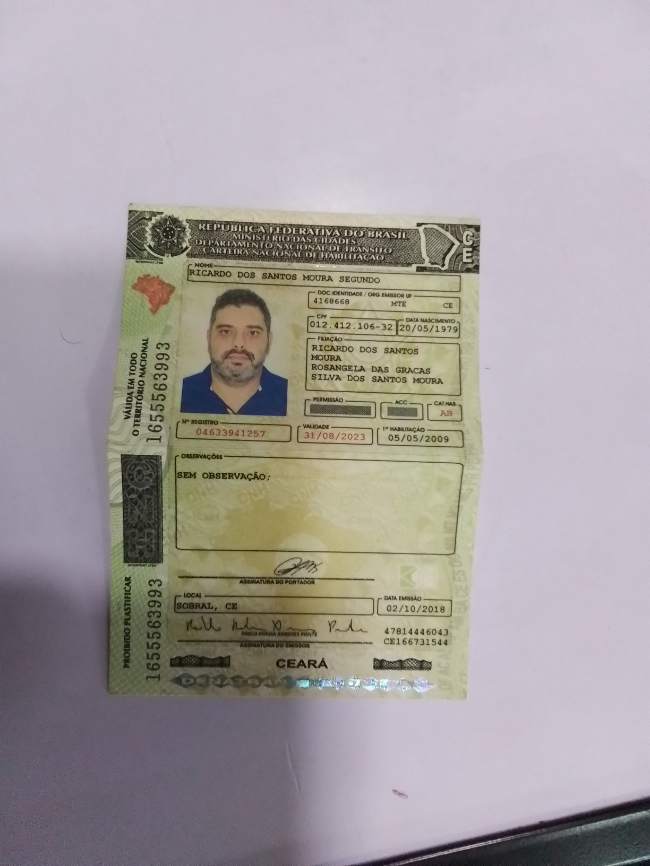 REPÚBLICA FEDERATIVA DO BRASIL
MINISTÉRIO DAS CIDADES
DEPARTAMENTO NACIONAL DE TRÂNSITO
CARTEIRA NACIONAL DE HABILITAÇÃO
CE
NOME
RICARDO DOS SANTOS MOURA SEGUNDO
DOC. IDENTIDADE / ORG. EMISSOR UF
4168668 MTE CE
CPF DATA NASCIMENTO
012.412.106-32 20/05/1979
FILIAÇÃO
RICARDO DOS SANTOS
MOURA
ROSANGELA DAS GRACAS
SILVA DOS SANTOS MOURA
PERMISSÃO ACC CAT. HAB.
AB
Nº REGISTRO VALIDADE 1ª HABILITAÇÃO
04633941257 31/08/2023 05/05/2009
OBSERVAÇÕES
SEM OBSERVAÇÃO;
ASSINATURA DO PORTADOR
LOCAL DATA EMISSÃO
SOBRAL, CE 02/10/2018
47814446043
CE166731544
ASSINATURA DO EMISSOR
CEARÁ
VÁLIDA EM TODO
O TERRITÓRIO NACIONAL
1655563993
PROIBIDO PLASTIFICAR
1655563993